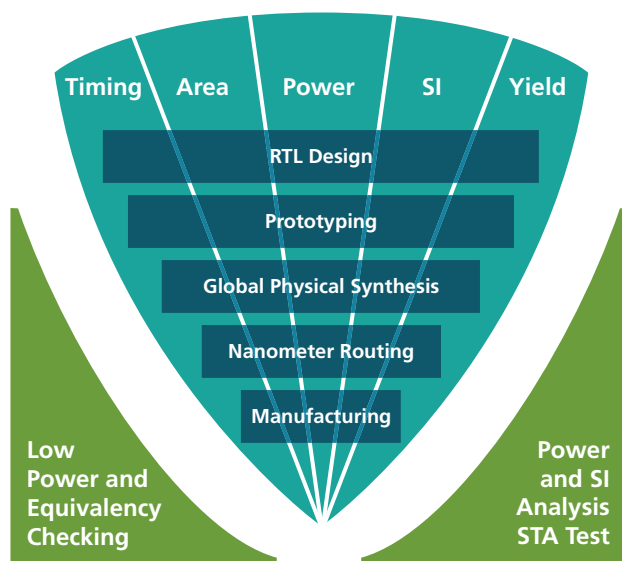 Timing Area Power SI Yield
RTL Design
Prototyping
Global Physical Synthesis
Nanometer Routing
Manufacturing
Low
Power and
Equivalency
Checking
Power
and SI
Analysis
STA Test